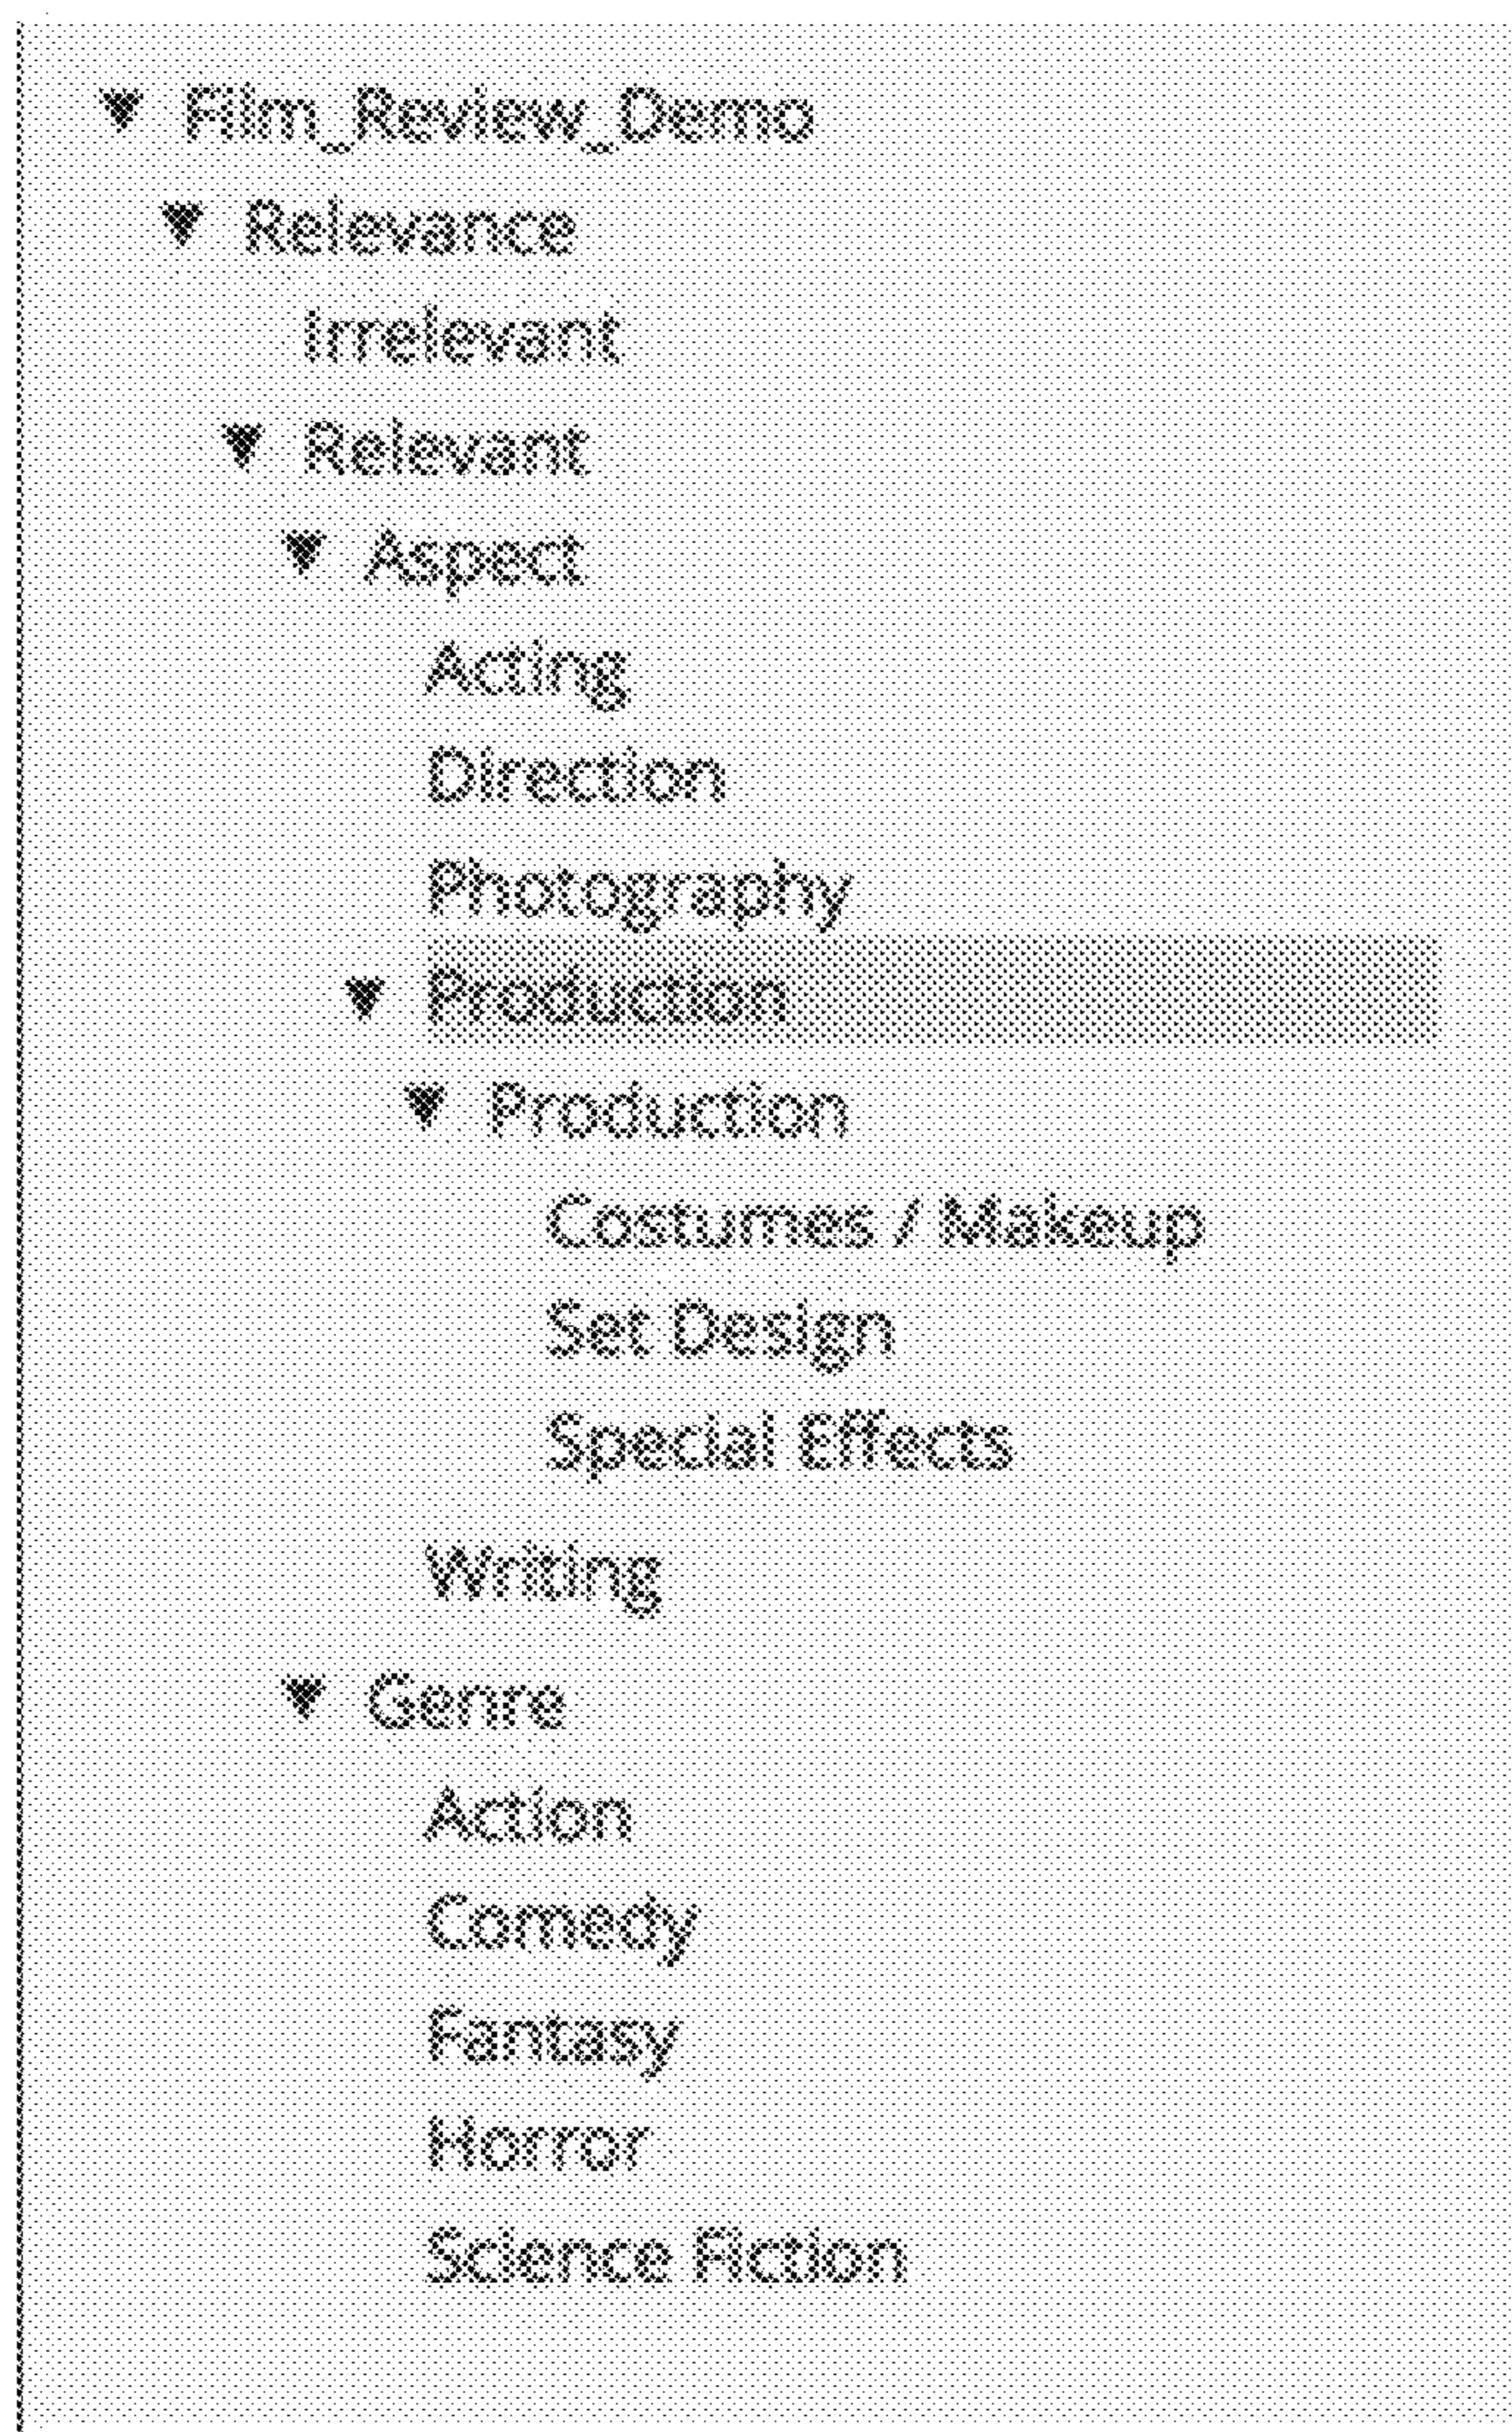 Film_Review_Demo
Relevance
Irrelevant
Relevant
Aspect
Acting
Direction
Photography
Production
Production
Costumes / Makeup
Set Design
Special Effects
Writing
Genre
Action
Comedy
Fantasy
Horror
Science Fiction